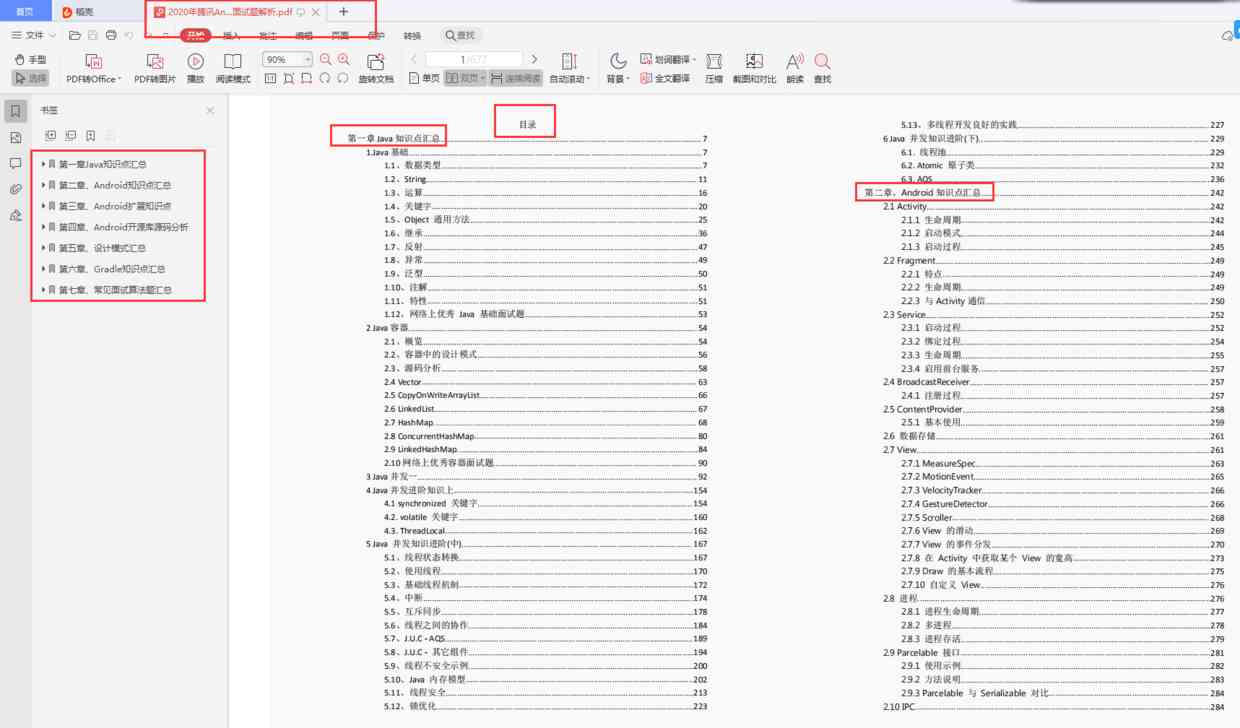 首页 稻壳 2020年腾讯An...面试题解析.pdf
文件 开始 插入 批注 编辑 页面 保护 转换 查找
手型 选择 PDF转Office PDF转图片 播放 阅读模式 90% 旋转文档 1/677 单页 双页 连续阅读 自动滚动 背景 划词翻译 全文翻译 压缩 截图和对比 朗读 查找
书签
第一章Java知识点汇总
第二章、Android知识点汇总
第三章、Android扩展知识点
第四章、Android开源库源码分析
第五章、设计模式汇总
第六章、Gradle知识点汇总
第七章、常见面试算法题汇总
目录
第一章 Java 知识点汇总 7
1.Java 基础 7
1.1、数据类型 7
1.2、String 11
1.3、运算 16
1.4、关键字 20
1.5、Object 通用方法 25
1.6、继承 36
1.7、反射 47
1.8、异常 49
1.9、泛型 50
1.10、注解 51
1.11、特性 51
1.12、网络上优秀 Java 基础面试题 53
2.Java 容器 54
2.1、概览 54
2.2、容器中的设计模式 56
2.3、源码分析 58
2.4 Vector 63
2.5 CopyOnWriteArrayList 66
2.6 LinkedList 67
2.7 HashMap 68
2.8 ConcurrentHashMap 80
2.9 LinkedHashMap 84
2.10 网络上优秀容器面试题 90
3 Java 并发一 92
4 Java 并发进阶知识上 154
4.1 synchronized 关键字 154
4.2. volatile 关键字 160
4.3. ThreadLocal 162
5 Java 并发知识进阶(中) 167
5.1、线程状态转换 167
5.2、使用线程 170
5.3、基础线程机制 172
5.4、中断 174
5.5、互斥同步 178
5.6、线程之间的协作 184
5.7、J.U.C - AQS 189
5.8、J.U.C - 其它组件 194
5.9、线程不安全示例 200
5.10、Java 内存模型 202
5.11、线程安全 213
5.12、锁优化 223
5.13、多线程开发良好的实践 227
6 Java 并发知识进阶(下) 229
6.1. 线程池 229
6.2. Atomic 原子类 232
6.3. AQS 236
第二章、Android 知识点汇总 242
2.1 Activity 242
2.1.1 生命周期 242
2.1.2 启动模式 244
2.1.3 启动过程 245
2.2 Fragment 249
2.2.1 特点 249
2.2.2 生命周期 249
2.2.3 与 Activity 通信 250
2.3 Service 252
2.3.1 启动过程 252
2.3.2 绑定过程 254
2.3.3 生命周期 255
2.3.4 启用前台服务 257
2.4 BroadcastReceiver 257
2.4.1 注册过程 257
2.5 ContentProvider 258
2.5.1 基本使用 259
2.6 数据存储 261
2.7 View 261
2.7.1 MeasureSpec 263
2.7.2 MotionEvent 265
2.7.3 VelocityTracker 266
2.7.4 GestureDetector 266
2.7.5 Scroller 268
2.7.6 View 的滑动 269
2.7.7 View 的事件分发 270
2.7.8 在 Activity 中获取某个 View 的宽高 273
2.7.9 Draw 的基本流程 275
2.7.10 自定义 View 276
2.8 进程 276
2.8.1 进程生命周期 277
2.8.2 多进程 278
2.8.3 进程存活 279
2.9 Parcelable 接口 281
2.9.1 使用示例 282
2.9.2 方法说明 283
2.9.3 Parcelable 与 Serializable 对比 284
2.10 IPC 284